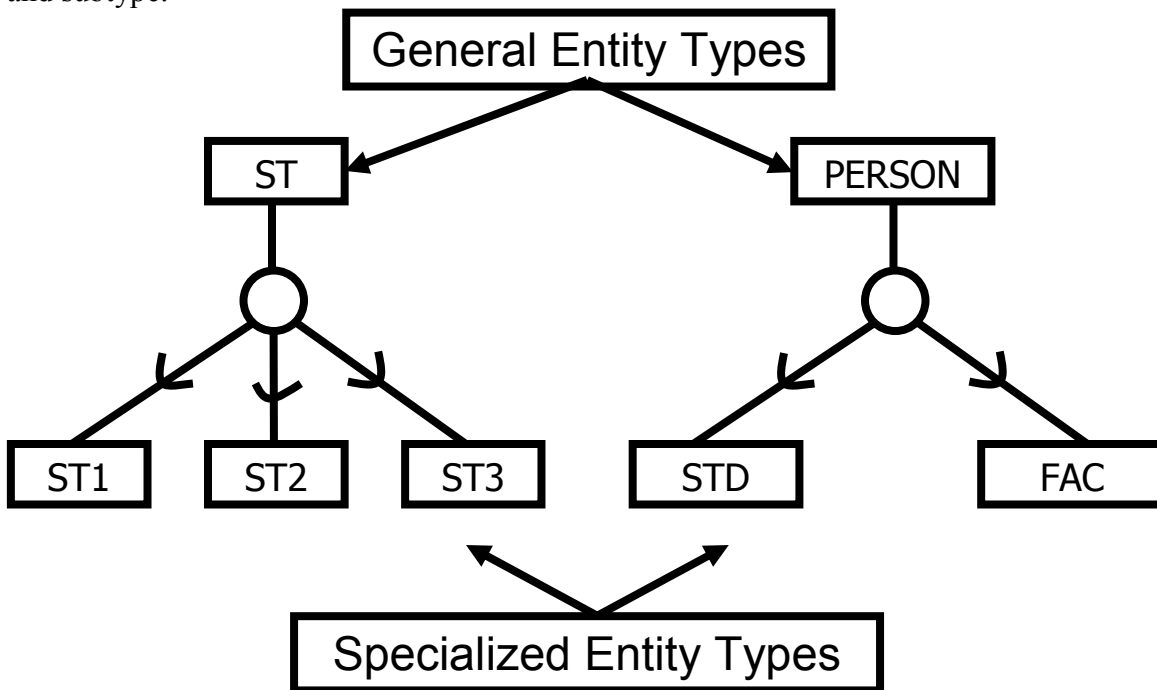 and subtype.
General Entity Types
ST
PERSON
ST1
ST2
ST3
STD
FAC
Specialized Entity Types